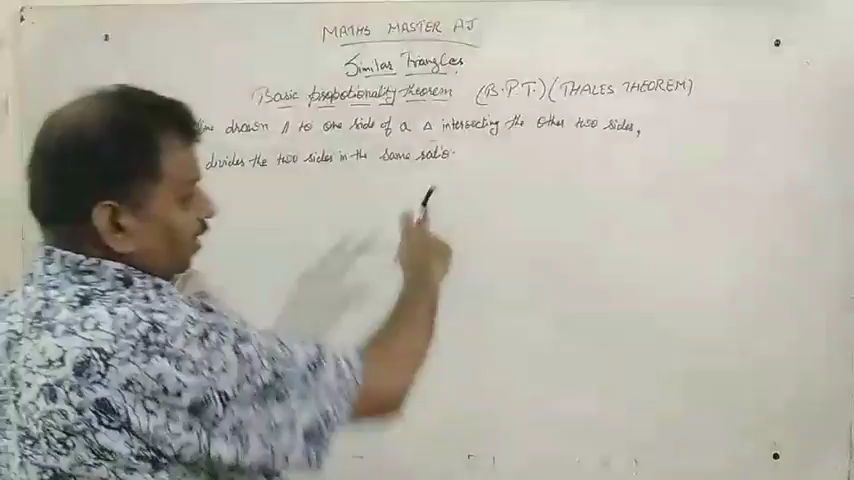 MATHS MASTER AJ
Similar Triangles
Basic propotionality theorem (B.P.T.) (THALES THEOREM)
drawn // to one side of a Δ intersecting the other two sides,
divides the two sides in the same ratio.